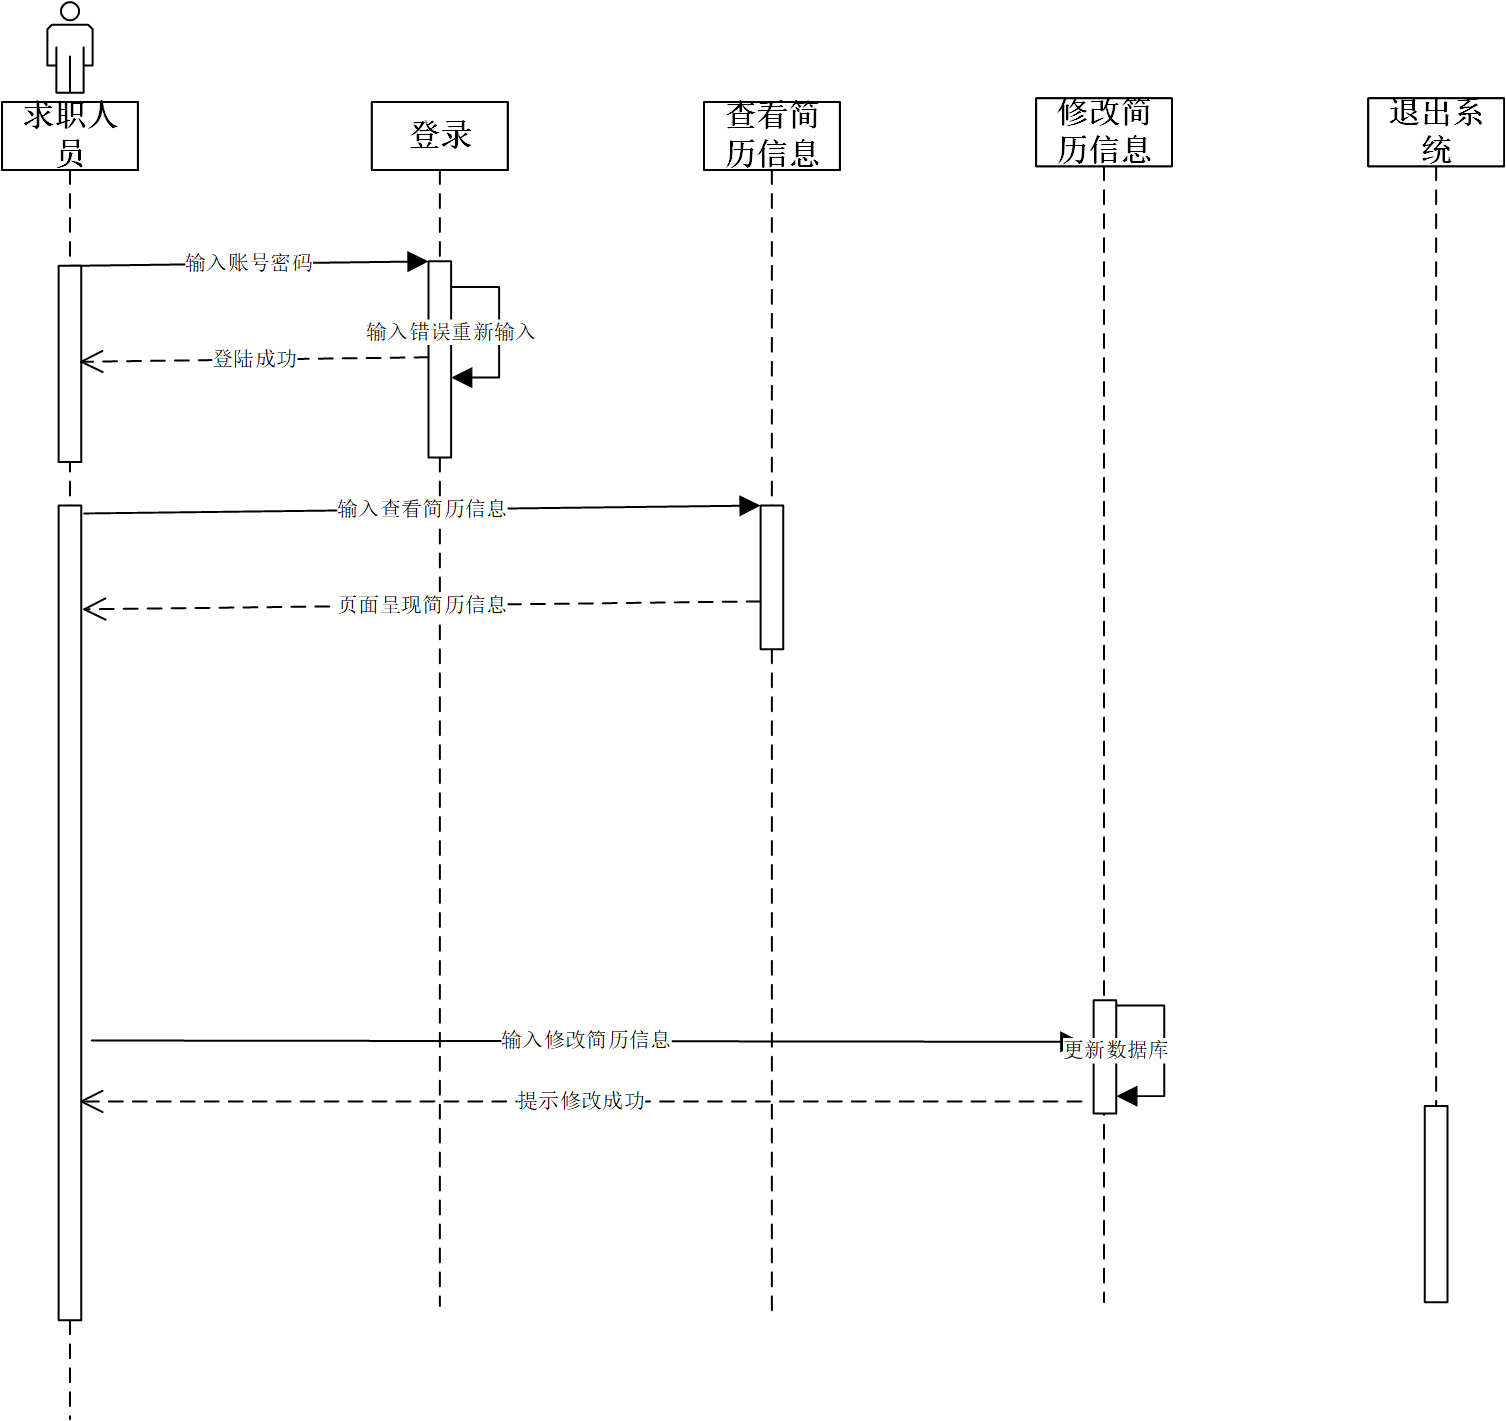 求职人
员
登录
查看简
历信息
修改简
历信息
退出系
统
输入账号密码
输入错误重新输入
登陆成功
输入查看简历信息
页面呈现简历信息
输入修改简历信息
更新数据库
提示修改成功